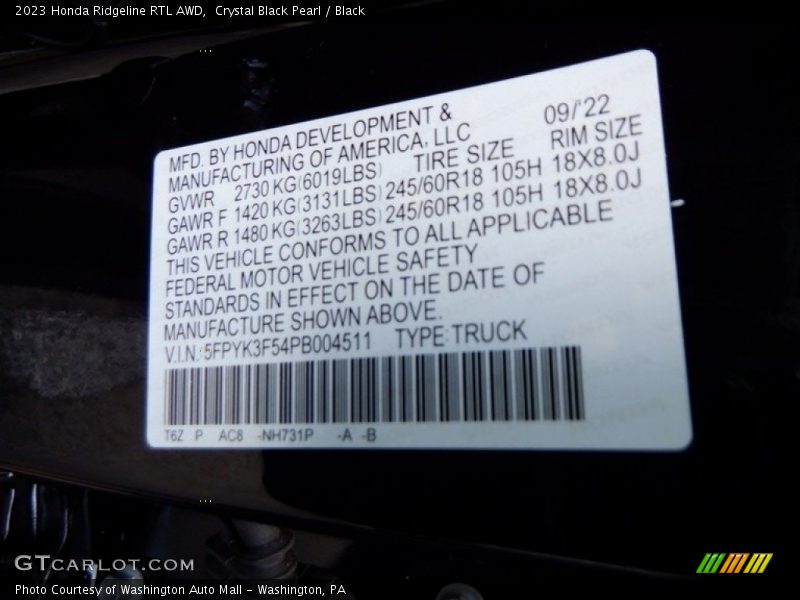 2023 Honda Ridgeline RTL AWD,  Crystal Black Pearl / Black
MFD. BY HONDA DEVELOPMENT & 09/'22
MANUFACTURING OF AMERICA, LLC
GVWR 2730 KG(6019LBS) TIRE SIZE RIM SIZE
GAWR F 1420 KG(3131LBS) 245/60R18 105H 18X8.0J
GAWR R 1480 KG(3263LBS) 245/60R18 105H 18X8.0J
THIS VEHICLE CONFORMS TO ALL APPLICABLE
FEDERAL MOTOR VEHICLE SAFETY
STANDARDS IN EFFECT ON THE DATE OF
MANUFACTURE SHOWN ABOVE.
V.I.N.:5FPYK3F54PB004511 TYPE:TRUCK
T6Z P AC8 -NH731P -A -B
GTCARLOT.COM
Photo Courtesy of Washington Auto Mall - Washington, PA